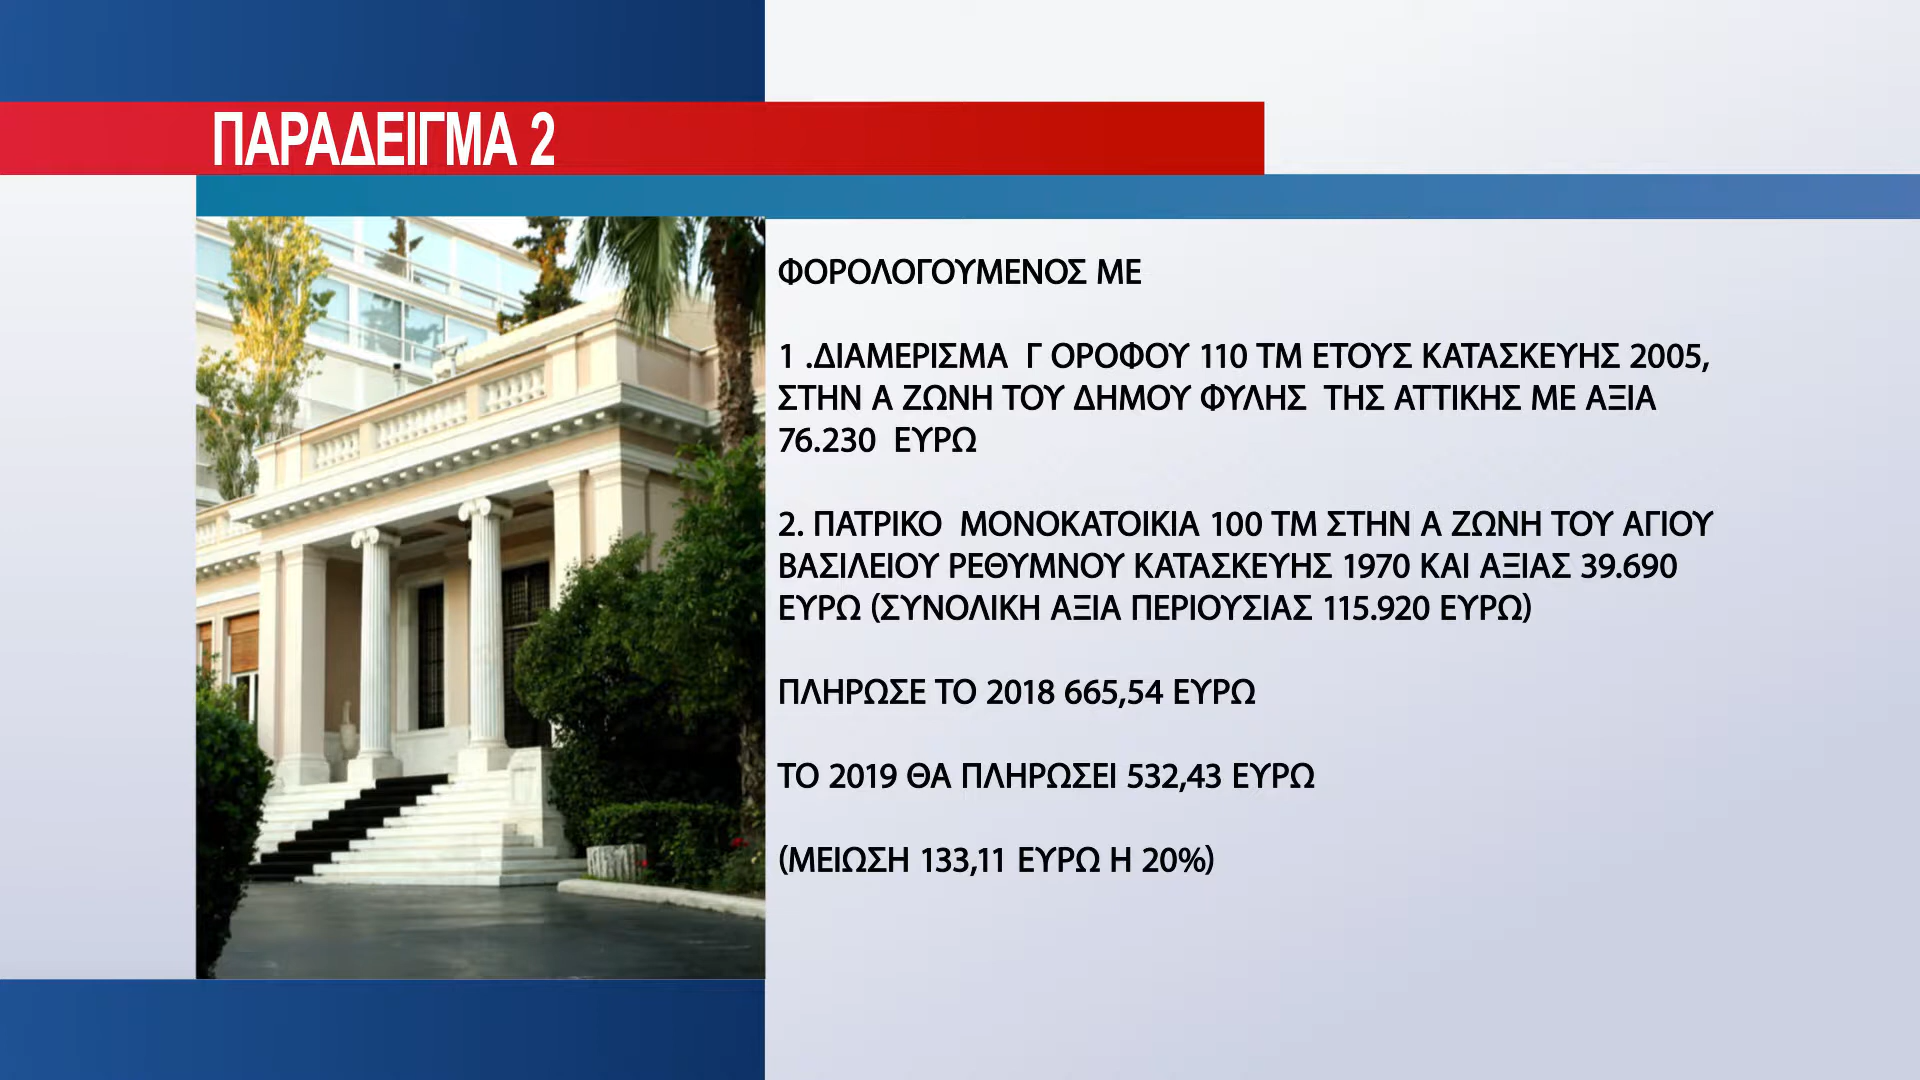 ΠΑΡΑΔΕΙΓΜΑ 2
ΦΟΡΟΛΟΓΟΥΜΕΝΟΣ ΜΕ
1 .ΔΙΑΜΕΡΙΣΜΑ  Γ ΟΡΟΦΟΥ 110 ΤΜ ΕΤΟΥΣ ΚΑΤΑΣΚΕΥΗΣ 2005,
ΣΤΗΝ Α ΖΩΝΗ ΤΟΥ ΔΗΜΟΥ ΦΥΛΗΣ  ΤΗΣ ΑΤΤΙΚΗΣ ΜΕ ΑΞΙΑ
76.230  ΕΥΡΩ
2. ΠΑΤΡΙΚΟ  ΜΟΝΟΚΑΤΟΙΚΙΑ 100 ΤΜ ΣΤΗΝ Α ΖΩΝΗ ΤΟΥ ΑΓΙΟΥ
ΒΑΣΙΛΕΙΟΥ ΡΕΘΥΜΝΟΥ ΚΑΤΑΣΚΕΥΗΣ 1970 ΚΑΙ ΑΞΙΑΣ 39.690
ΕΥΡΩ (ΣΥΝΟΛΙΚΗ ΑΞΙΑ ΠΕΡΙΟΥΣΙΑΣ 115.920 ΕΥΡΩ)
ΠΛΗΡΩΣΕ ΤΟ 2018 665,54 ΕΥΡΩ
ΤΟ 2019 ΘΑ ΠΛΗΡΩΣΕΙ 532,43 ΕΥΡΩ
(ΜΕΙΩΣΗ 133,11 ΕΥΡΩ Η 20%)